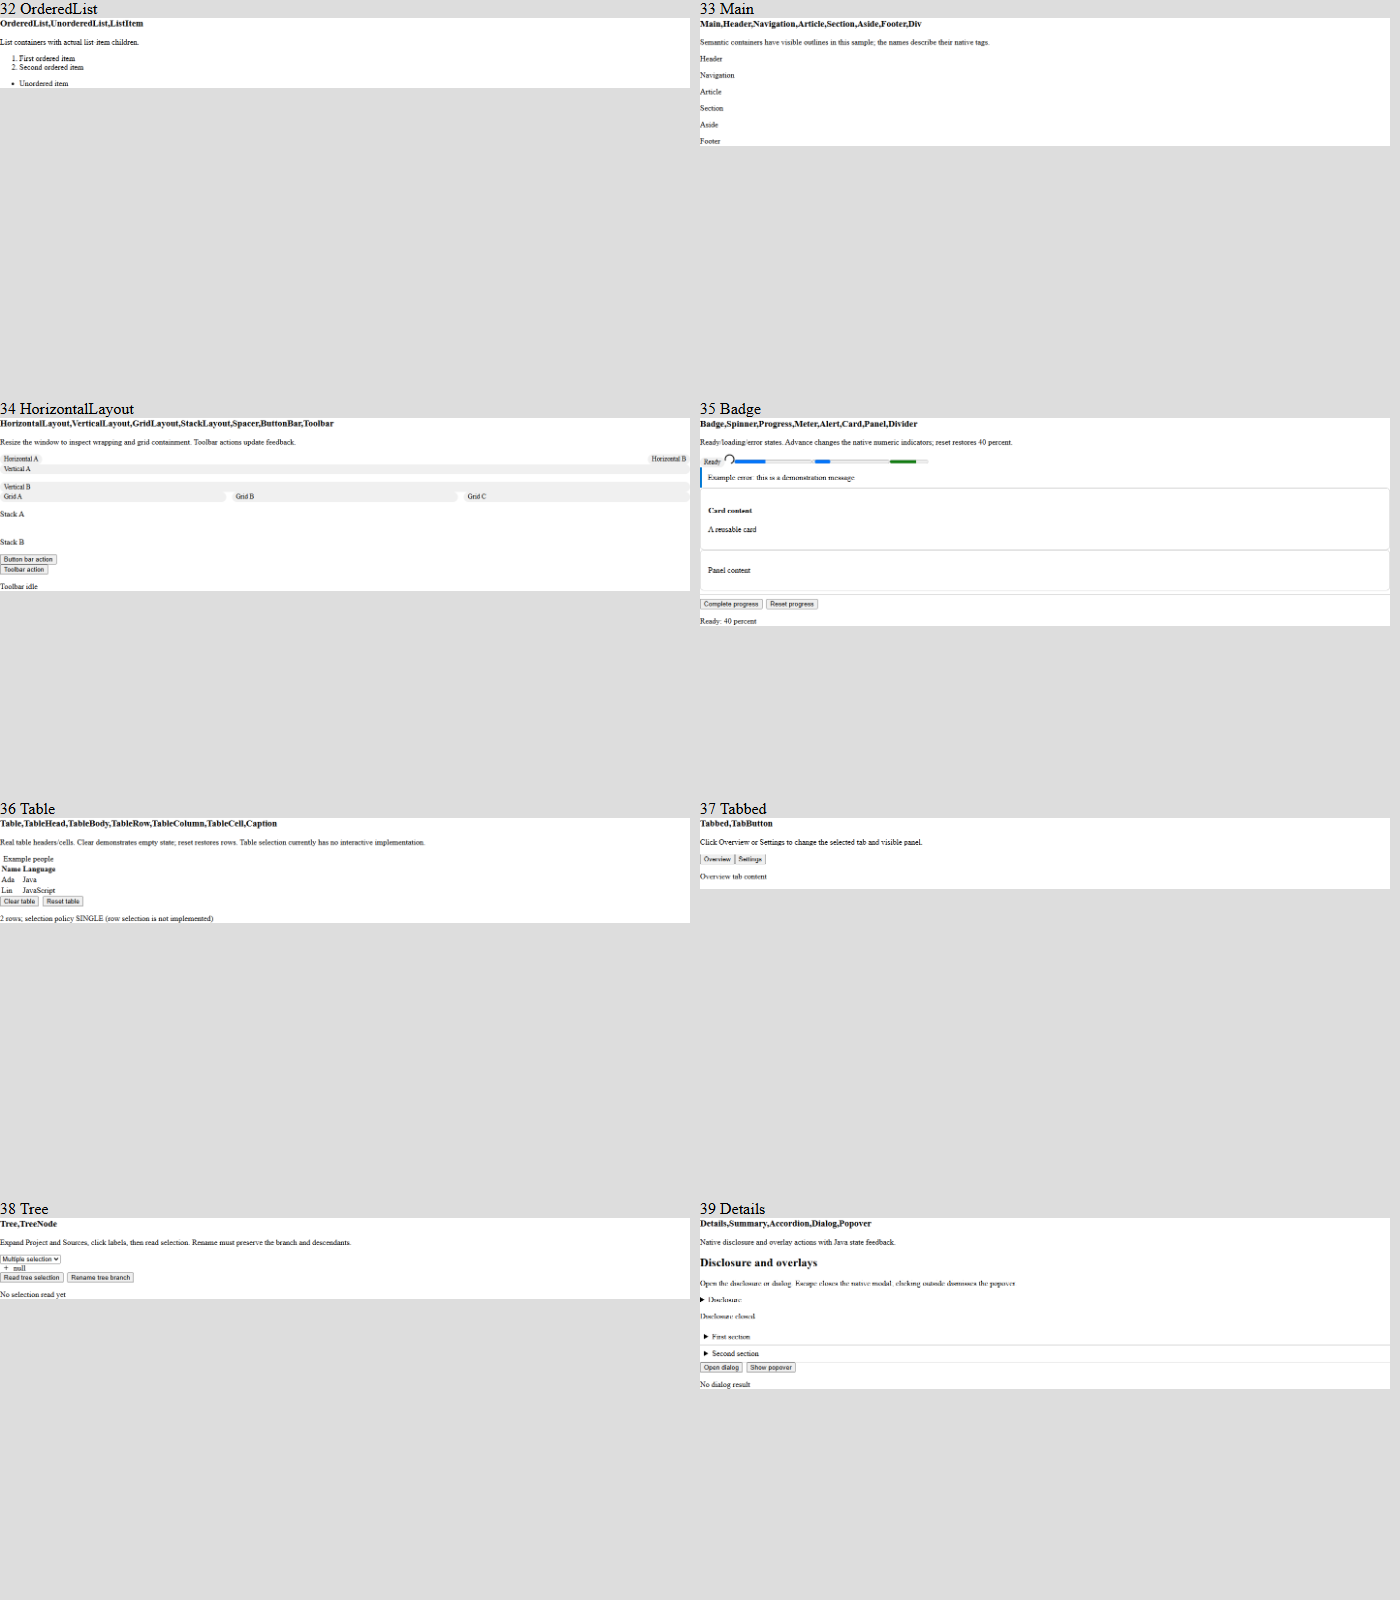 32 OrderedList
OrderedList,UnorderedList,ListItem
List containers with actual list item children.
1. First ordered item
2. Second ordered item
• Unordered item
33 Main
Main,Header,Navigation,Article,Section,Aside,Footer,Div
Semantic containers have visible outlines in this sample; the names describe their native tags.
Header
Navigation
Article
Section
Aside
Footer
34 HorizontalLayout
HorizontalLayout,VerticalLayout,GridLayout,StackLayout,Spacer,ButtonBar,Toolbar
Resize the window to inspect wrapping and grid containment. Toolbar actions update feedback.
Horizontal A Horizontal B
Vertical A
Vertical B
Grid A Grid B Grid C
Stack A
Stack B
Button bar action
Toolbar action
Toolbar idle
35 Badge
Badge,Spinner,Progress,Meter,Alert,Card,Panel,Divider
Ready/loading/error states. Advance changes the native numeric indicators; reset restores 40 percent.
Ready
Example error: this is a demonstration message
Card content
A reusable card
Panel content
Complete progress Reset progress
Ready: 40 percent
36 Table
Table,TableHead,TableBody,TableRow,TableColumn,TableCell,Caption
Real table headers/cells. Clear demonstrates empty state; reset restores rows. Table selection currently has no interactive implementation.
Example people
Name Language
Ada Java
Lin JavaScript
Clear table Reset table
2 rows; selection policy SINGLE (row selection is not implemented)
37 Tabbed
Tabbed,TabButton
Click Overview or Settings to change the selected tab and visible panel.
Overview Settings
Overview tab content
38 Tree
Tree,TreeNode
Expand Project and Sources, click labels, then read selection. Rename must preserve the branch and descendants.
Multiple selection
+ null
Read tree selection Rename tree branch
No selection read yet
39 Details
Details,Summary,Accordion,Dialog,Popover
Native disclosure and overlay actions with Java state feedback.
Disclosure and overlays
Open the disclosure or dialog. Escape closes the native modal; clicking outside dismisses the popover.
▶ Disclosure
Disclosure closed
▶ First section
▶ Second section
Open dialog Show popover
No dialog result